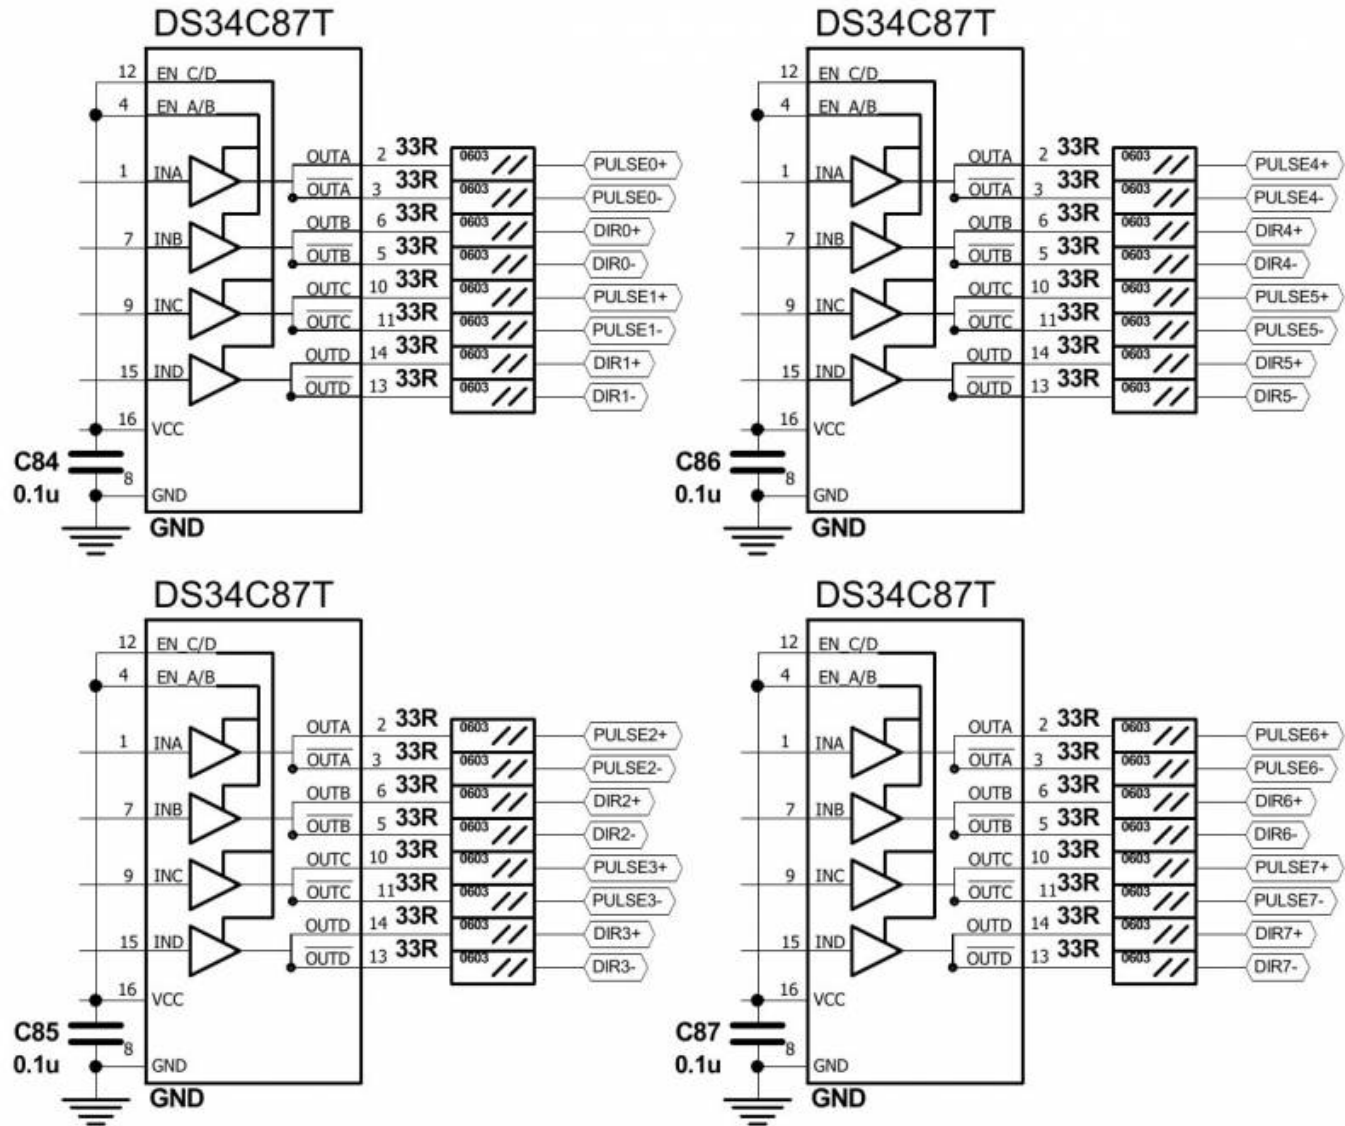 DS34C87T
12 EN_C/D
4 EN_A/B
OUTA 2 33R 0603 PULSE0+
1 INA
OUTA 3 33R 0603 PULSE0-
OUTB 6 33R 0603 DIR0+
7 INB
OUTB 5 33R 0603 DIR0-
OUTC 10 33R 0603 PULSE1+
9 INC
OUTC 11 33R 0603 PULSE1-
OUTD 14 33R 0603 DIR1+
15 IND
OUTD 13 33R 0603 DIR1-
16 VCC
C84
0.1u
8 GND
GND
DS34C87T
12 EN_C/D
4 EN_A/B
OUTA 2 33R 0603 PULSE4+
1 INA
OUTA 3 33R 0603 PULSE4-
OUTB 6 33R 0603 DIR4+
7 INB
OUTB 5 33R 0603 DIR4-
OUTC 10 33R 0603 PULSE5+
9 INC
OUTC 11 33R 0603 PULSE5-
OUTD 14 33R 0603 DIR5+
15 IND
OUTD 13 33R 0603 DIR5-
16 VCC
C86
0.1u
8 GND
GND
DS34C87T
12 EN_C/D
4 EN_A/B
OUTA 2 33R 0603 PULSE2+
1 INA
OUTA 3 33R 0603 PULSE2-
OUTB 6 33R 0603 DIR2+
7 INB
OUTB 5 33R 0603 DIR2-
OUTC 10 33R 0603 PULSE3+
9 INC
OUTC 11 33R 0603 PULSE3-
OUTD 14 33R 0603 DIR3+
15 IND
OUTD 13 33R 0603 DIR3-
16 VCC
C85
0.1u
8 GND
GND
DS34C87T
12 EN_C/D
4 EN_A/B
OUTA 2 33R 0603 PULSE6+
1 INA
OUTA 3 33R 0603 PULSE6-
OUTB 6 33R 0603 DIR6+
7 INB
OUTB 5 33R 0603 DIR6-
OUTC 10 33R 0603 PULSE7+
9 INC
OUTC 11 33R 0603 PULSE7-
OUTD 14 33R 0603 DIR7+
15 IND
OUTD 13 33R 0603 DIR7-
16 VCC
C87
0.1u
8 GND
GND